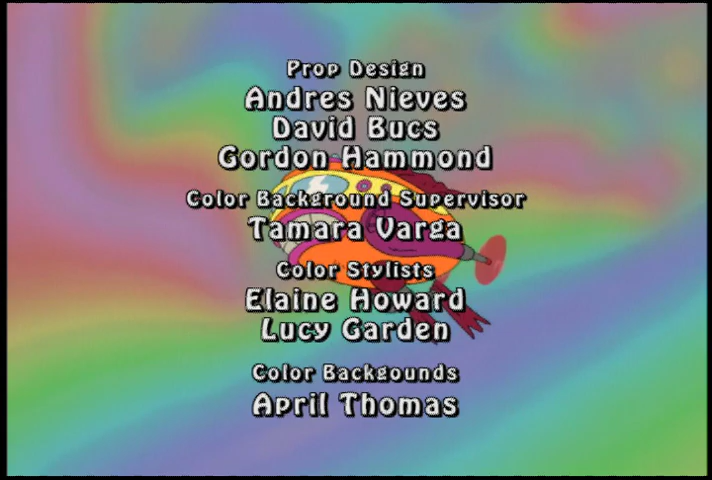 Prop Design
Andres Nieves
David Bucs
Gordon Hammond
Color Background Supervisor
Tamara Varga
Color Stylists
Elaine Howard
Lucy Garden
Color Backgounds
April Thomas